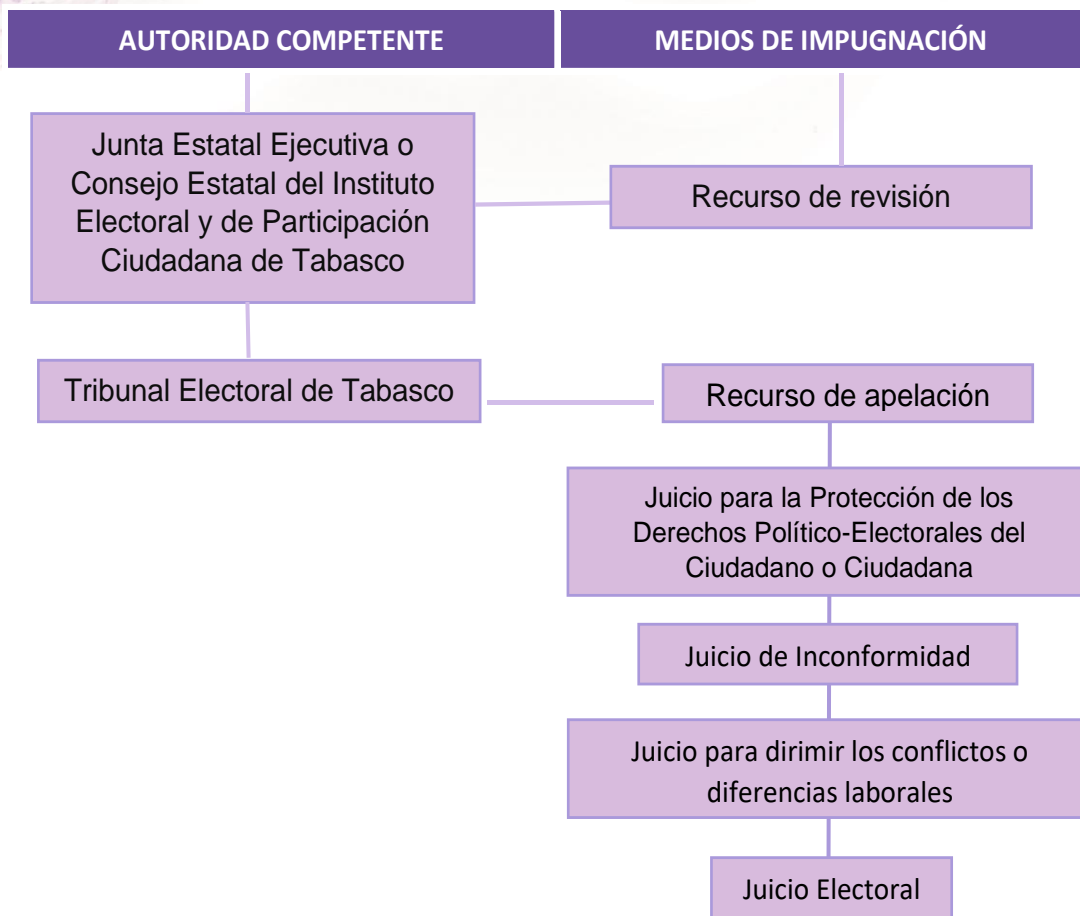 AUTORIDAD COMPETENTE
MEDIOS DE IMPUGNACIÓN
Junta Estatal Ejecutiva o
Consejo Estatal del Instituto
Electoral y de Participación
Ciudadana de Tabasco
Recurso de revisión
Tribunal Electoral de Tabasco
Recurso de apelación
Juicio para la Protección de los
Derechos Político-Electorales del
Ciudadano o Ciudadana
Juicio de Inconformidad
Juicio para dirimir los conflictos o
diferencias laborales
Juicio Electoral